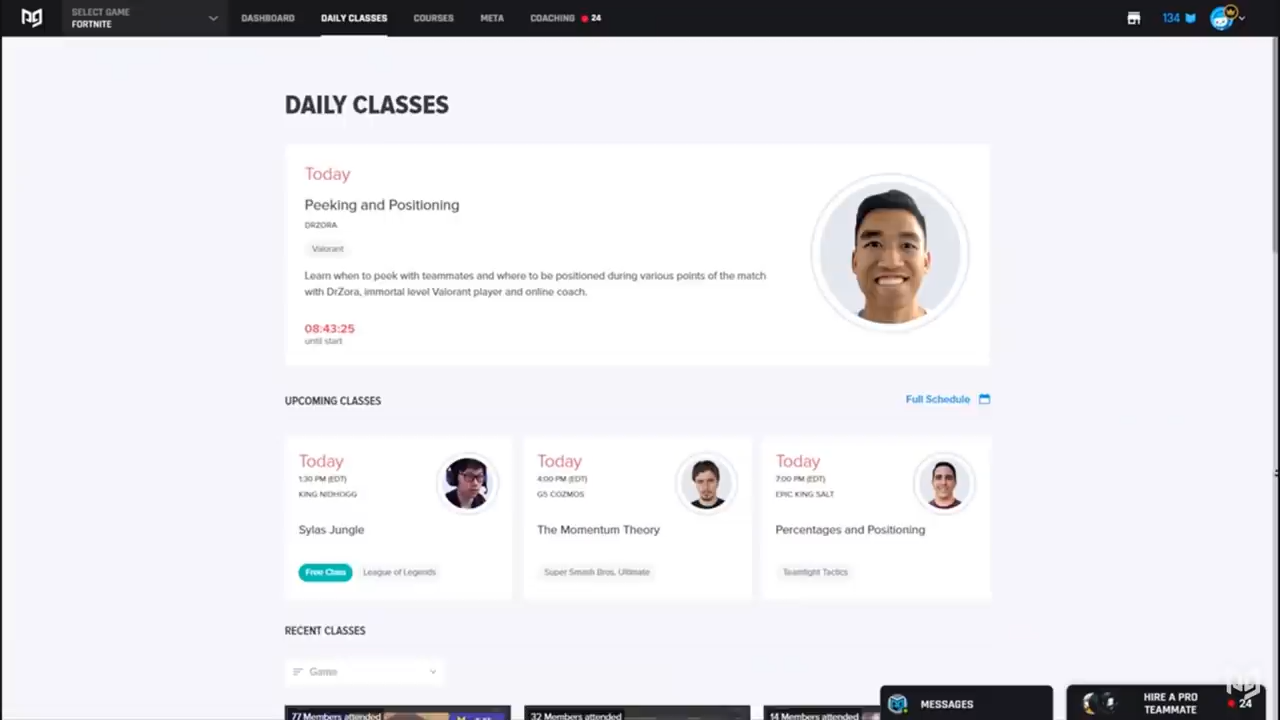 SELECT GAME
FORTNITE
DASHBOARD
DAILY CLASSES
COURSES
META
COACHING
24
134
DAILY CLASSES
Today
Peeking and Positioning
DRZORA
Valorant
Learn when to peek with teammates and where to be positioned during various points of the match
with DrZora, immortal level Valorant player and online coach.
08:43:25
until start
UPCOMING CLASSES
Full Schedule
Today
1:30 PM (EDT)
KING NIDHOGG
Sylas Jungle
Free Class
League of Legends
Today
4:00 PM (EDT)
G5 COZMOS
The Momentum Theory
Super Smash Bros. Ultimate
Today
7:00 PM (EDT)
EPIC KING SALT
Percentages and Positioning
Teamfight Tactics
RECENT CLASSES
Game
77 Members attended
32 Members attended
14 Members attended
MESSAGES
HIRE A PRO
TEAMMATE
24